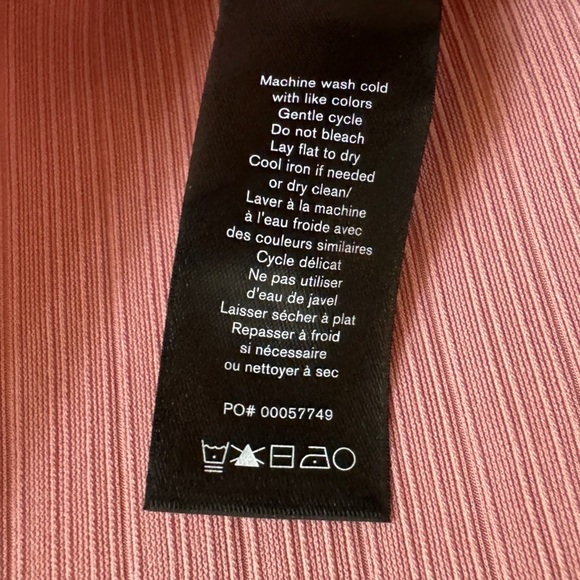 Machine wash cold
with like colors
Gentle cycle
Do not bleach
Lay flat to dry
Cool iron if needed
or dry clean/
Laver à la machine
à l'eau froide avec
des couleurs similaires
Cycle délicat
Ne pas utiliser
d'eau de javel
Laisser sécher à plat
Repasser à froid
si nécessaire
ou nettoyer à sec
PO# 00057749